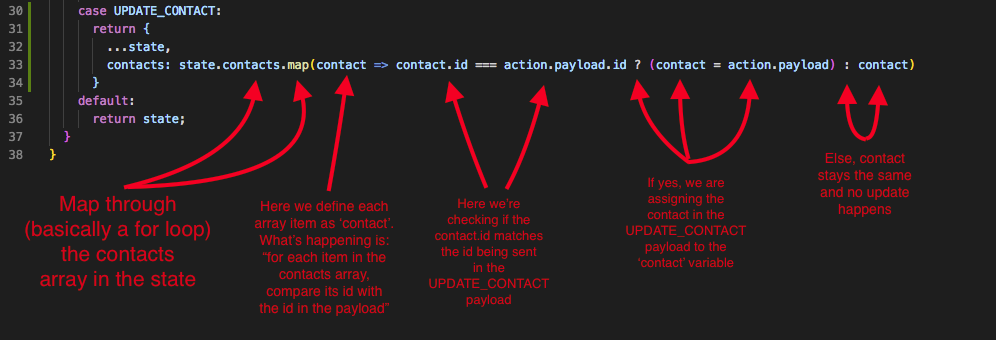 30 case UPDATE_CONTACT:
31 return {
32 ...state,
33 contacts: state.contacts.map(contact => contact.id === action.payload.id ? (contact = action.payload) : contact)
34 }
35 default:
36 return state;
37 }
38 }
Map through
(basically a for loop)
the contacts
array in the state
Here we define each
array item as ‘contact’.
What’s happening is:
“for each item in the
contacts array,
compare its id with
the id in the payload”
Here we’re
checking if the
contact.id matches
the id being sent
in the
UPDATE_CONTACT
payload
If yes, we are
assigning the
contact in the
UPDATE_CONTACT
payload to the
‘contact’ variable
Else, contact
stays the same
and no update
happens